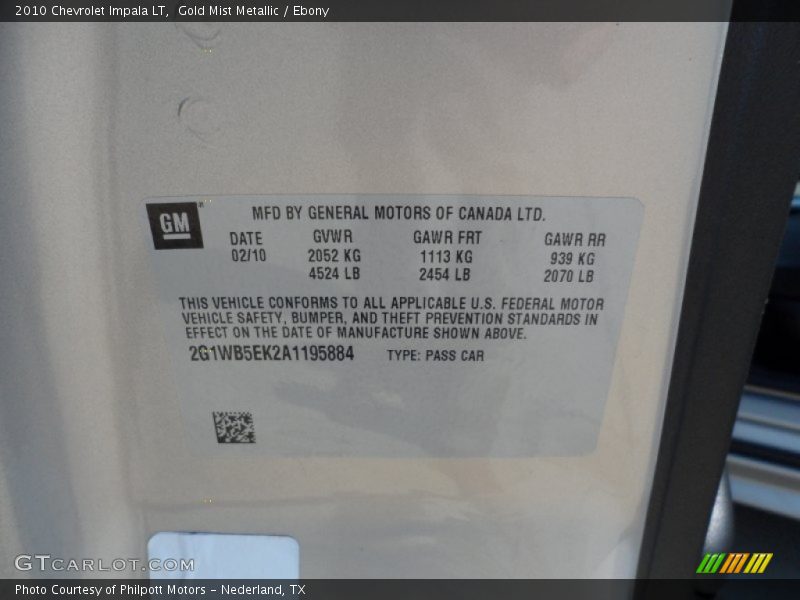 2010 Chevrolet Impala LT, Gold Mist Metallic / Ebony
GM
MFD BY GENERAL MOTORS OF CANADA LTD.
DATE GVWR GAWR FRT GAWR RR
02/10 2052 KG 1113 KG 939 KG
4524 LB 2454 LB 2070 LB
THIS VEHICLE CONFORMS TO ALL APPLICABLE U.S. FEDERAL MOTOR
VEHICLE SAFETY, BUMPER, AND THEFT PREVENTION STANDARDS IN
EFFECT ON THE DATE OF MANUFACTURE SHOWN ABOVE.
2G1WB5EK2A1195884 TYPE: PASS CAR
GTCARLOT.COM
Photo Courtesy of Philpott Motors - Nederland, TX